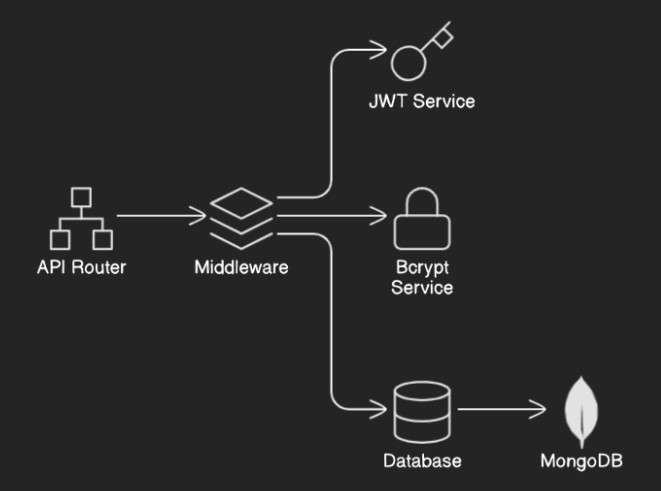 JWT Service
API Router
Middleware
Bcrypt
Service
Database
MongoDB